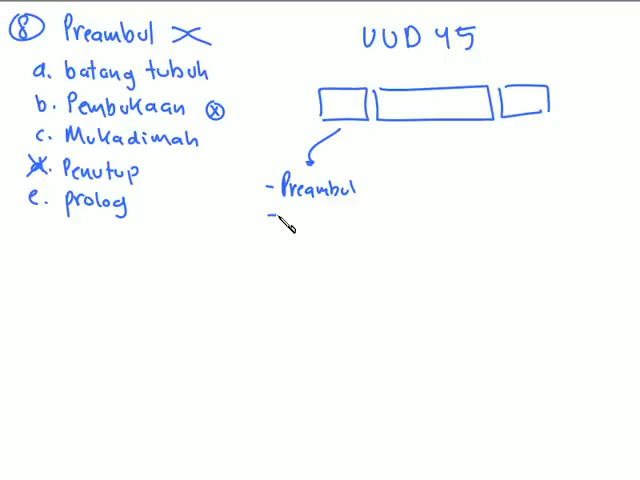 8 Preambul X
a. batang tubuh
b. Pembukaan x
c. Mukadimah
d. Penutup
e. prolog
UUD 45
- Preambul
-